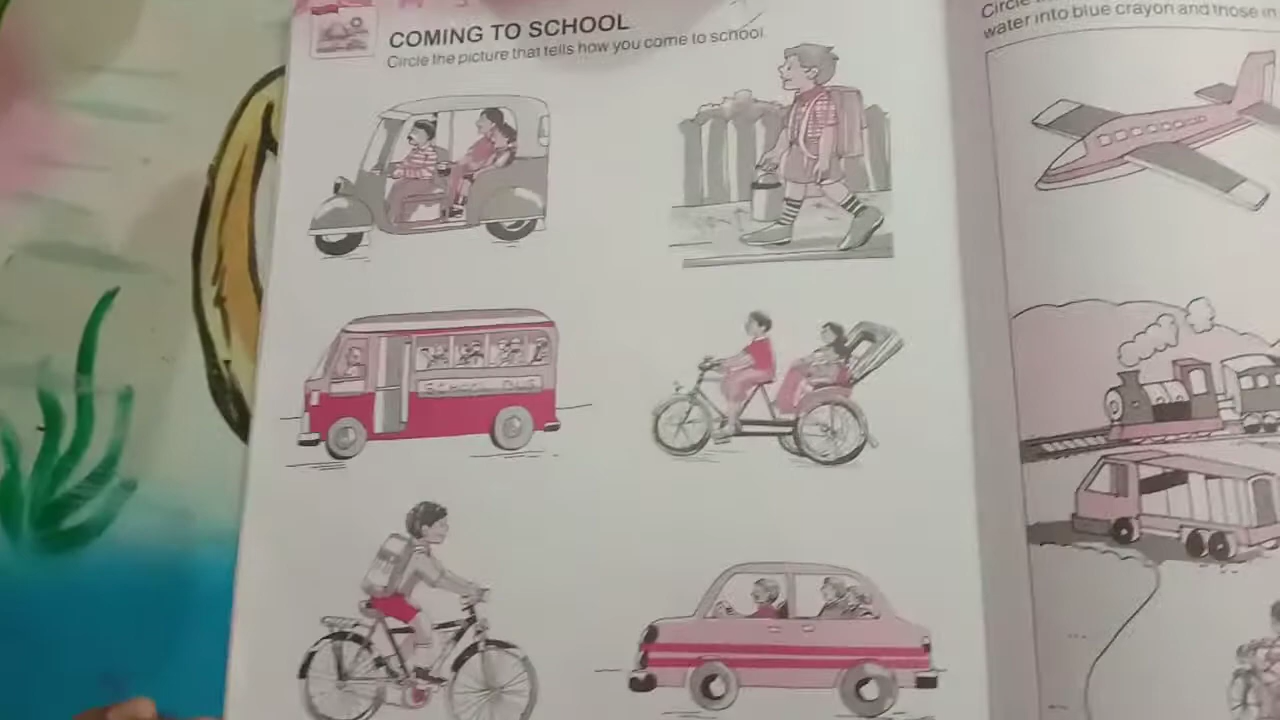 COMING TO SCHOOL
Circle the picture that tells how you come to school.
SCHOOL BUS
Circle
water into blue crayon and those in